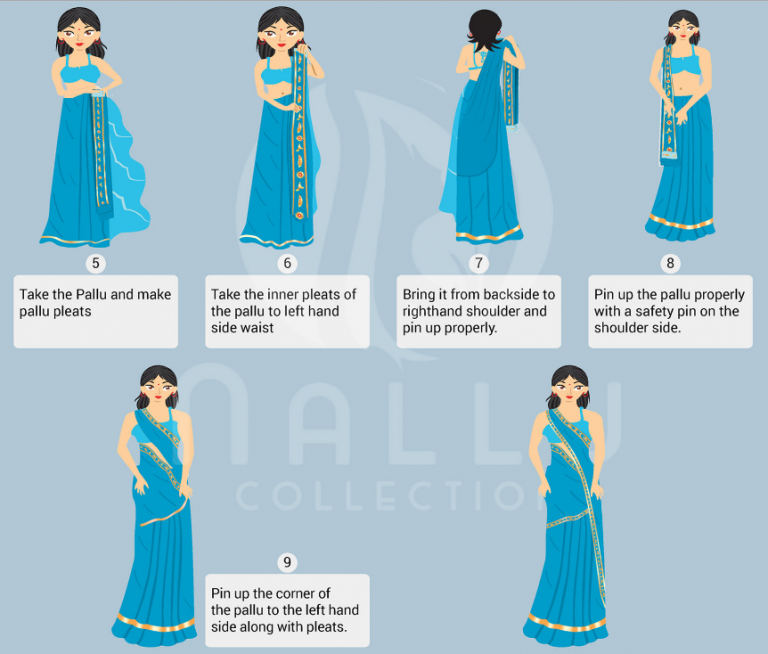 5
Take the Pallu and make
pallu pleats
6
Take the inner pleats of
the pallu to left hand
side waist
7
Bring it from backside to
righthand shoulder and
pin up properly.
8
Pin up the pallu properly
with a safety pin on the
shoulder side.
NALLU
COLLECTION
9
Pin up the corner of
the pallu to the left hand
side along with pleats.